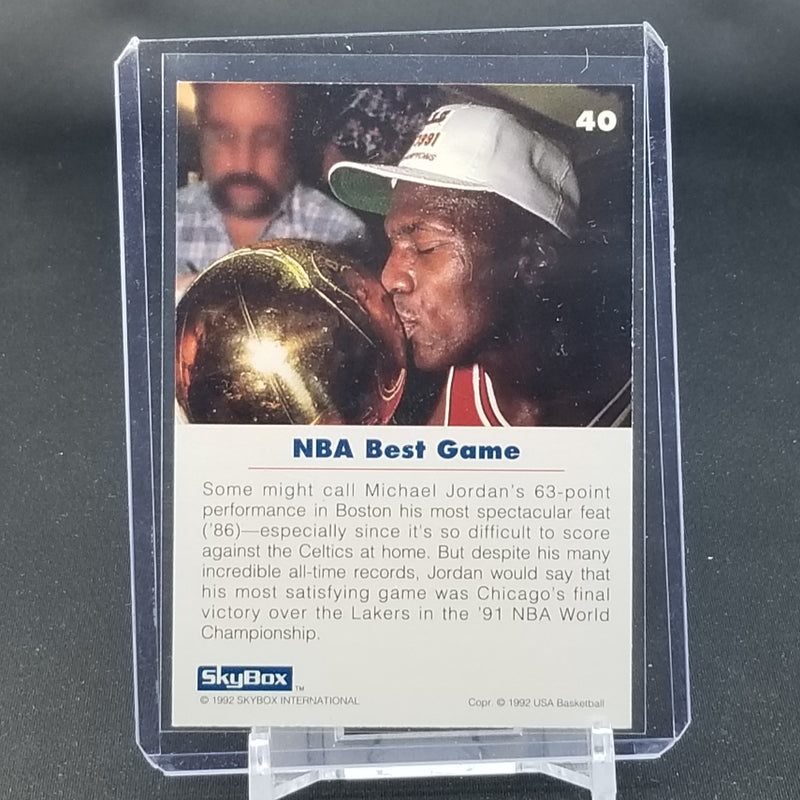 40
1991
NBA Best Game
Some might call Michael Jordan's 63-point
performance in Boston his most spectacular feat
('86)—especially since it's so difficult to score
against the Celtics at home. But despite his many
incredible all-time records, Jordan would say that
his most satisfying game was Chicago's final
victory over the Lakers in the '91 NBA World
Championship.
SkyBox™
© 1992 SKYBOX INTERNATIONAL
Copr. © 1992 USA Basketball